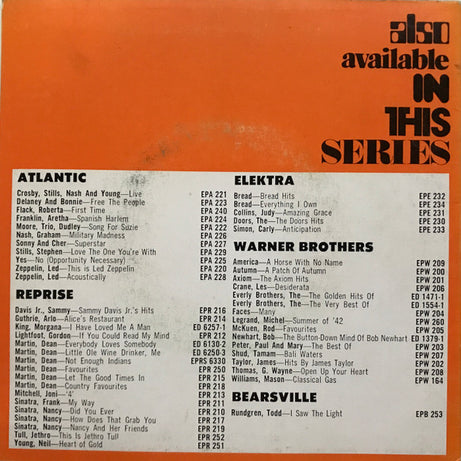 also
available
IN
THIS
SERIES
ATLANTIC
Crosby, Stills, Nash And Young—Live EPA 221
Delaney And Bonnie—Free The People EPA 223
Flack, Roberta—First Time EPA 240
Franklin, Aretha—Spanish Harlem EPA 224
Moore, Trio, Dudley—Song For Suzie EPA 222
Nash, Graham—Military Madness EPA 226
Sonny And Cher—Superstar EPA 227
Stills, Stephen—Love The One You're With EPA 229
Yes—No (Opportunity Necessary) EPA 225
Zeppelin, Led—This is Led Zeppelin EPA 220
Zeppelin, Led—Acoustically EPA 228
REPRISE
Davis Jr., Sammy—Sammy Davis Jr.'s Hits EPR 216
Guthrie, Arlo—Alice's Restaurant EPR 214
King, Morgana—I Have Loved Me A Man ED 6257-1
Lightfoot, Gordon—If You Could Read My Mind EPR 212
Martin, Dean—Everybody Loves Somebody ED 6130-2
Martin, Dean—Little Ole Wine Drinker, Me ED 6250-3
Martin, Dean—Not Enough Indians EPRS 6330
Martin, Dean—Favourites EPR 250
Martin, Dean—Let The Good Times In EPR 215
Martin, Dean—Country Favourites EPR 218
Mitchell, Joni—'4' EPR 213
Sinatra, Frank—My Way EPR 211
Sinatra, Nancy—Did You Ever EPR 210
Sinatra, Nancy—How Does That Grab You EPR 217
Sinatra, Nancy—Nancy And Her Friends EPR 219
Tull, Jethro—This Is Jethro Tull EPR 252
Young, Neil—Heart of Gold EPR 251
ELEKTRA
Bread—Bread Hits EPE 232
Bread—Everything I Own EPE 234
Collins, Judy—Amazing Grace EPE 231
Doors, The—The Doors Hits EPE 230
Simon, Carly—Anticipation EPE 233
WARNER BROTHERS
America—A Horse With No Name EPW 209
Autumn—A Patch Of Autumn EPW 200
Axiom—The Axiom Hits EPW 201
Crane, Les—Desiderata EPW 206
Everly Brothers, The—The Golden Hits Of ED 1471-1
Everly Brothers, The—The Very Best Of ED 1554-1
Faces—Many EPW 204
Legrand, Michel—Summer of '42 EPW 260
McKuen, Rod—Favourites EPW 205
Newhart, Bob—The Button-Down Mind Of Bob Newhart ED 1379-1
Peter, Paul And Mary—The Best Of EPW 203
Shud, Tamam—Bali Waters EPW 207
Taylor, James—Hits By James Taylor EPW 202
Thomas, G. Wayne—Open Up Your Heart EPW 208
Williams, Mason—Classical Gas EPW 164
BEARSVILLE
Rundgren, Todd—I Saw The Light EPB 253